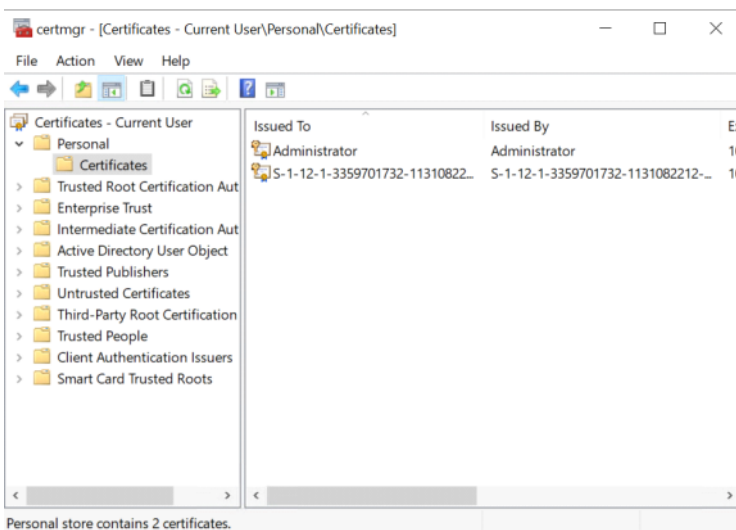 certmgr - [Certificates - Current User\Personal\Certificates]
File Action View Help
Certificates - Current User
Personal
Certificates
Trusted Root Certification Aut
Enterprise Trust
Intermediate Certification Aut
Active Directory User Object
Trusted Publishers
Untrusted Certificates
Third-Party Root Certification
Trusted People
Client Authentication Issuers
Smart Card Trusted Roots
Issued To Issued By
Administrator Administrator
S-1-12-1-3359701732-11310822... S-1-12-1-3359701732-1131082212-...
Personal store contains 2 certificates.